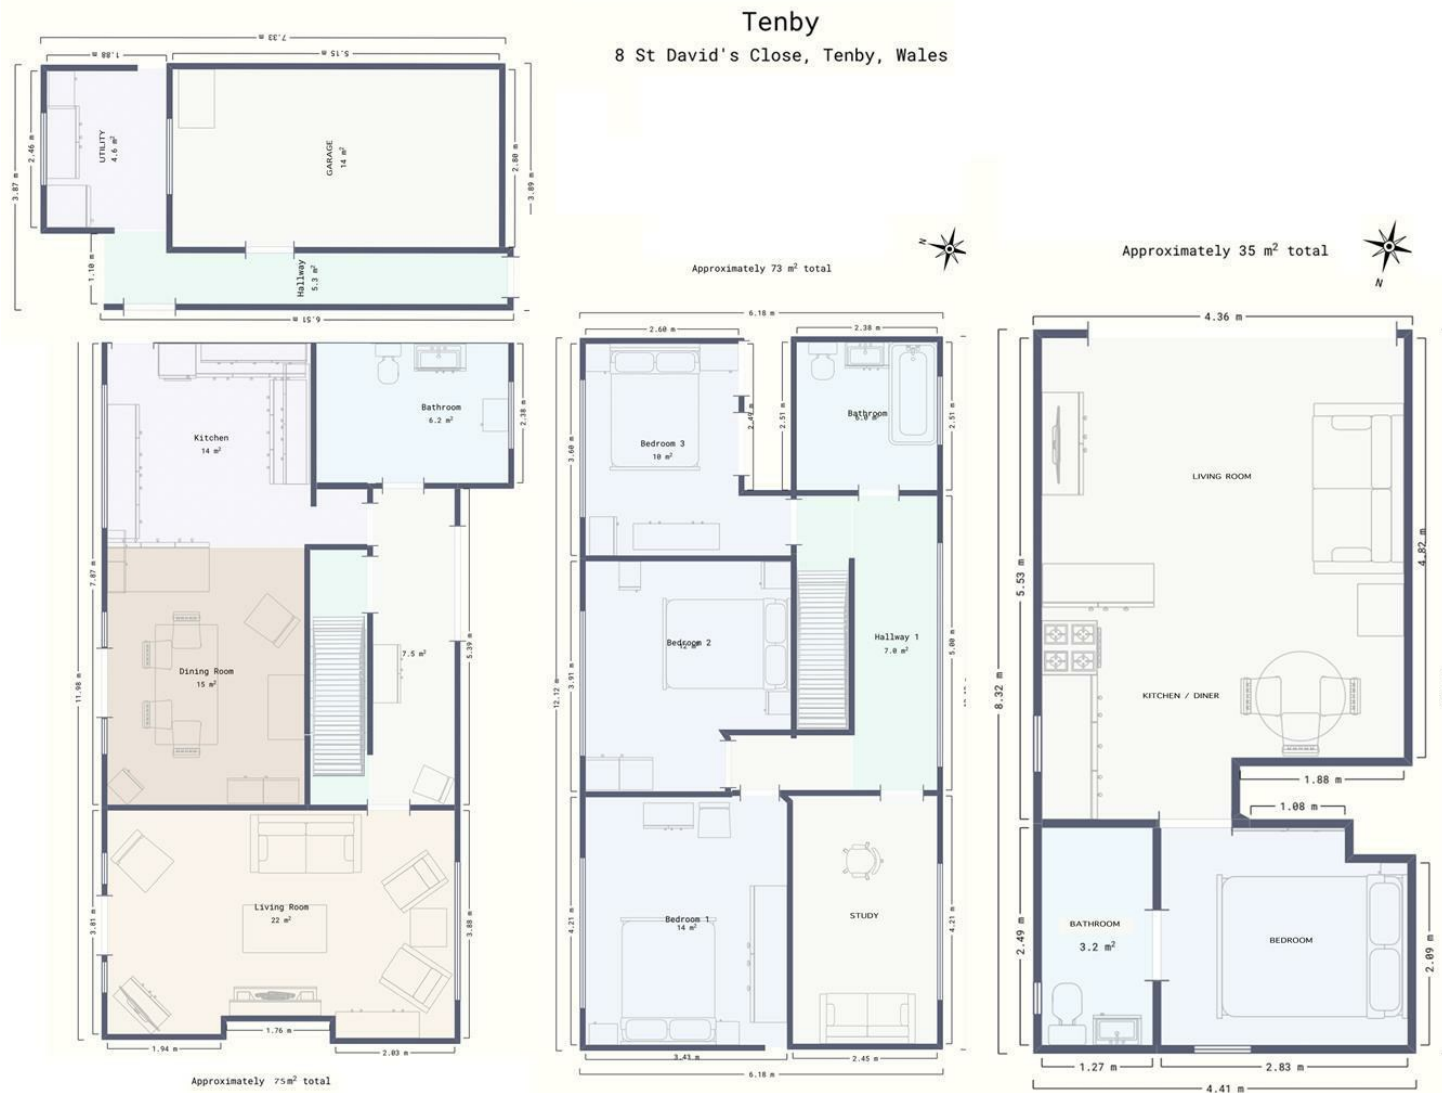 Tenby
8 St David's Close, Tenby, Wales
7.33 m
1.88 m
5.15 m
3.87 m
2.46 m
UTILITY
4.6 m²
GARAGE
14 m²
2.80 m
3.89 m
1.10 m
Hallway
5.3 m²
6.51 m
Kitchen
14 m²
Bathroom
6.2 m²
2.38 m
7.87 m
11.98 m
Dining Room
15 m²
7.5 m²
5.39 m
Living Room
22 m²
3.81 m
3.88 m
1.94 m
1.76 m
2.03 m
Approximately 75m² total
N
Approximately 73 m² total
6.18 m
2.60 m
2.38 m
3.60 m
Bedroom 3
10 m²
2.49 m
2.51 m
Bathroom
6.0 m²
2.51 m
12.12 m
3.91 m
Bedroom 2
12 m²
Hallway 1
7.0 m²
5.00 m
4.21 m
Bedroom 1
14 m²
STUDY
4.21 m
3.43 m
2.45 m
6.18 m
Approximately 35 m² total
N
4.36 m
LIVING ROOM
5.53 m
4.82 m
8.32 m
KITCHEN / DINER
1.88 m
1.08 m
2.49 m
BATHROOM
3.2 m²
BEDROOM
2.09 m
1.27 m
2.83 m
4.41 m